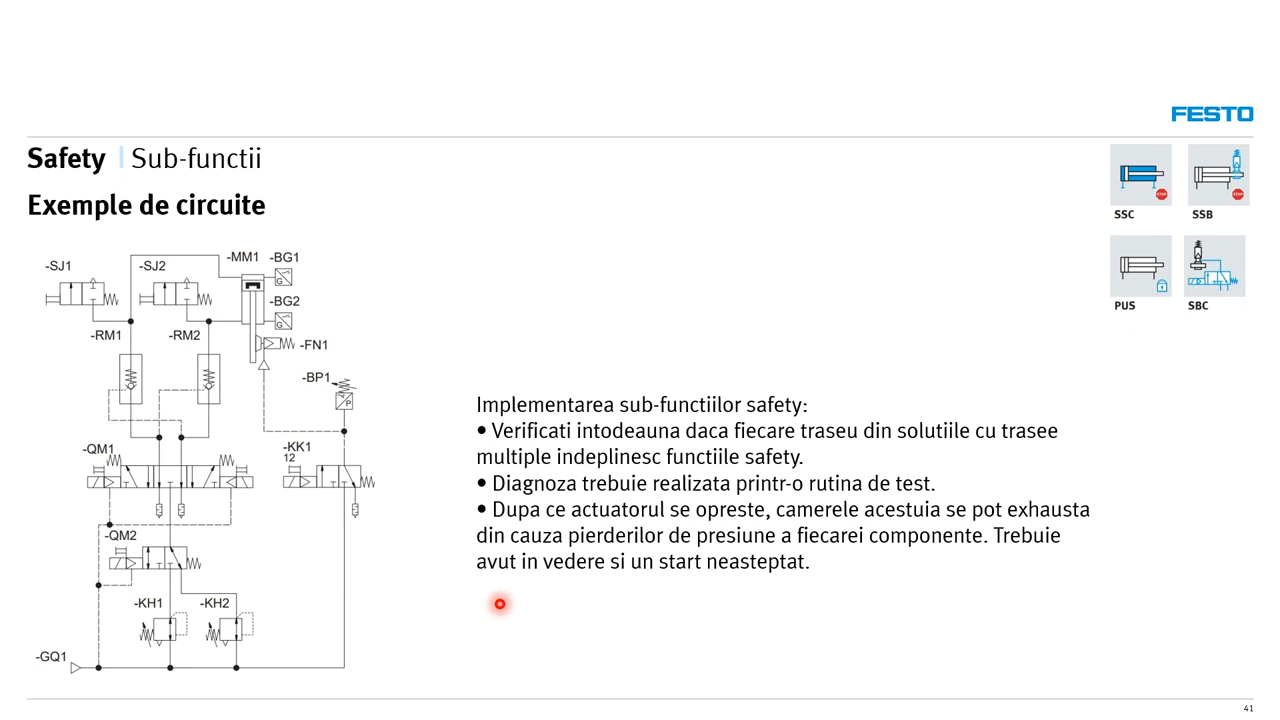 FESTO
Safety | Sub-functii
Exemple de circuite
STOP
STOP
SSC
SSB
PUS
SBC
-MM1
-BG1
-SJ1
-SJ2
G
-BG2
-RM1
-RM2
G
-FN1
-BP1
P
-QM1
-KK1
12
-QM2
-KH1
-KH2
-GQ1
Implementarea sub-functiilor safety:
• Verificati intodeauna daca fiecare traseu din solutiile cu trasee
multiple indeplinesc functiile safety.
• Diagnoza trebuie realizata printr-o rutina de test.
• Dupa ce actuatorul se opreste, camerele acestuia se pot exhausta
din cauza pierderilor de presiune a fiecarei componente. Trebuie
avut in vedere si un start neasteptat.
41